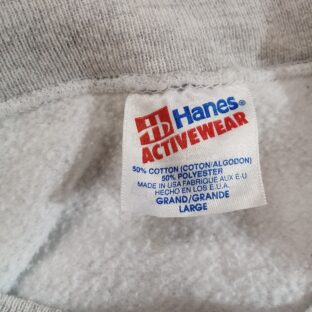 Hb Hanes®
ACTIVEWEAR
50% COTTON (COTON/ALGODON)
50% POLYESTER
MADE IN USA FABRIQUE AUX É-U
HECHO EN LOS E.U.A.
GRAND/GRANDE
LARGE